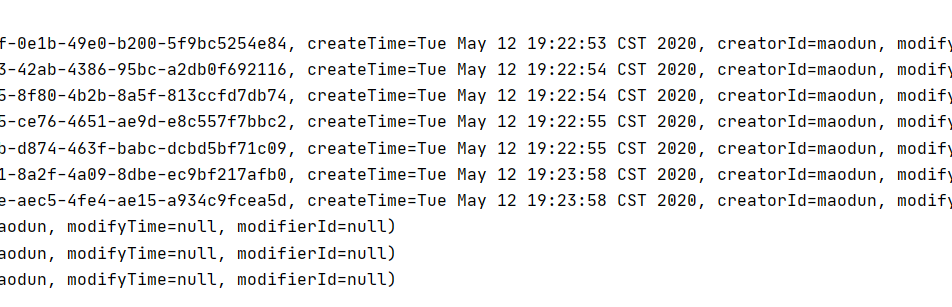 f-0e1b-49e0-b200-5f9bc5254e84, createTime=Tue May 12 19:22:53 CST 2020, creatorId=maodun, modify
3-42ab-4386-95bc-a2db0f692116, createTime=Tue May 12 19:22:54 CST 2020, creatorId=maodun, modify
5-8f80-4b2b-8a5f-813ccfd7db74, createTime=Tue May 12 19:22:54 CST 2020, creatorId=maodun, modify
5-ce76-4651-ae9d-e8c557f7bbc2, createTime=Tue May 12 19:22:55 CST 2020, creatorId=maodun, modify
b-d874-463f-babc-dcbd5bf71c09, createTime=Tue May 12 19:22:55 CST 2020, creatorId=maodun, modify
1-8a2f-4a09-8dbe-ec9bf217afb0, createTime=Tue May 12 19:23:58 CST 2020, creatorId=maodun, modify
e-aec5-4fe4-ae15-a934c9fcea5d, createTime=Tue May 12 19:23:58 CST 2020, creatorId=maodun, modify
aodun, modifyTime=null, modifierId=null)
aodun, modifyTime=null, modifierId=null)
aodun, modifyTime=null, modifierId=null)